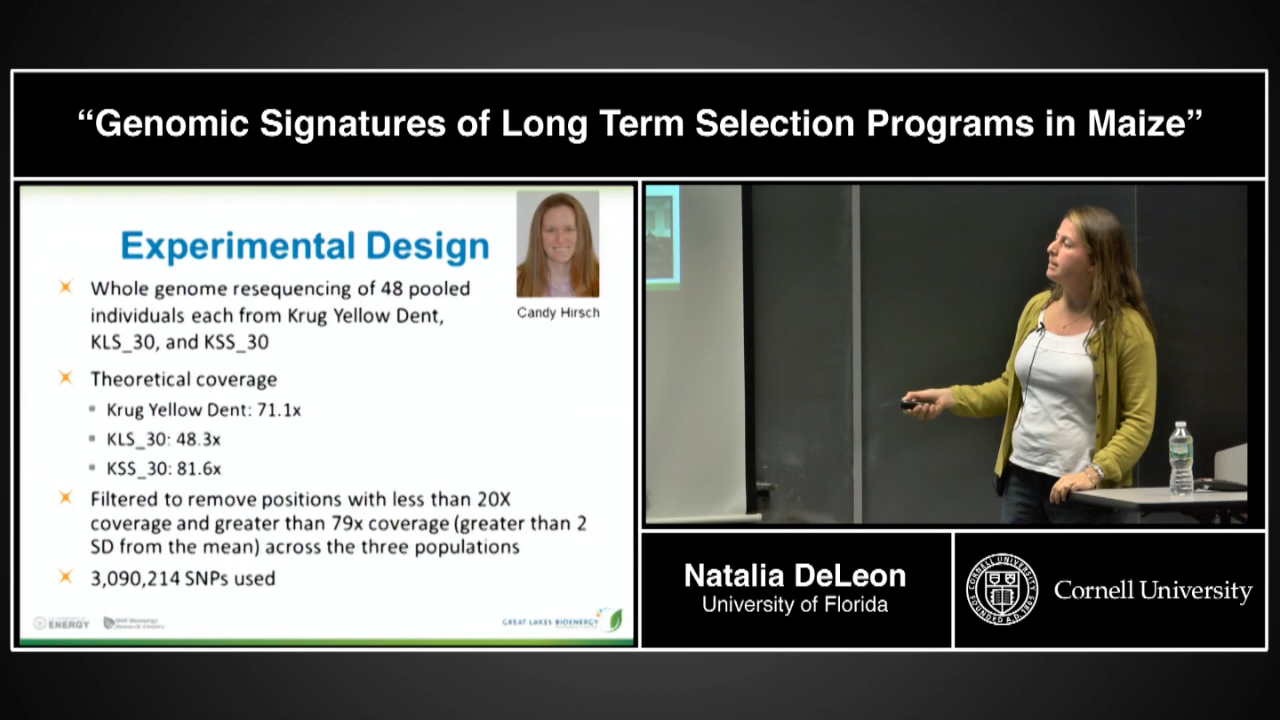 “Genomic Signatures of Long Term Selection Programs in Maize”
Experimental Design
Candy Hirsch
Whole genome resequencing of 48 pooled
individuals each from Krug Yellow Dent,
KLS_30, and KSS_30
Theoretical coverage
Krug Yellow Dent: 71.1x
KLS_30: 48.3x
KSS_30: 81.6x
Filtered to remove positions with less than 20X
coverage and greater than 79x coverage (greater than 2
SD from the mean) across the three populations
3,090,214 SNPs used
ENERGY
GREAT LAKES BIOENERGY
Natalia DeLeon
University of Florida
Cornell University